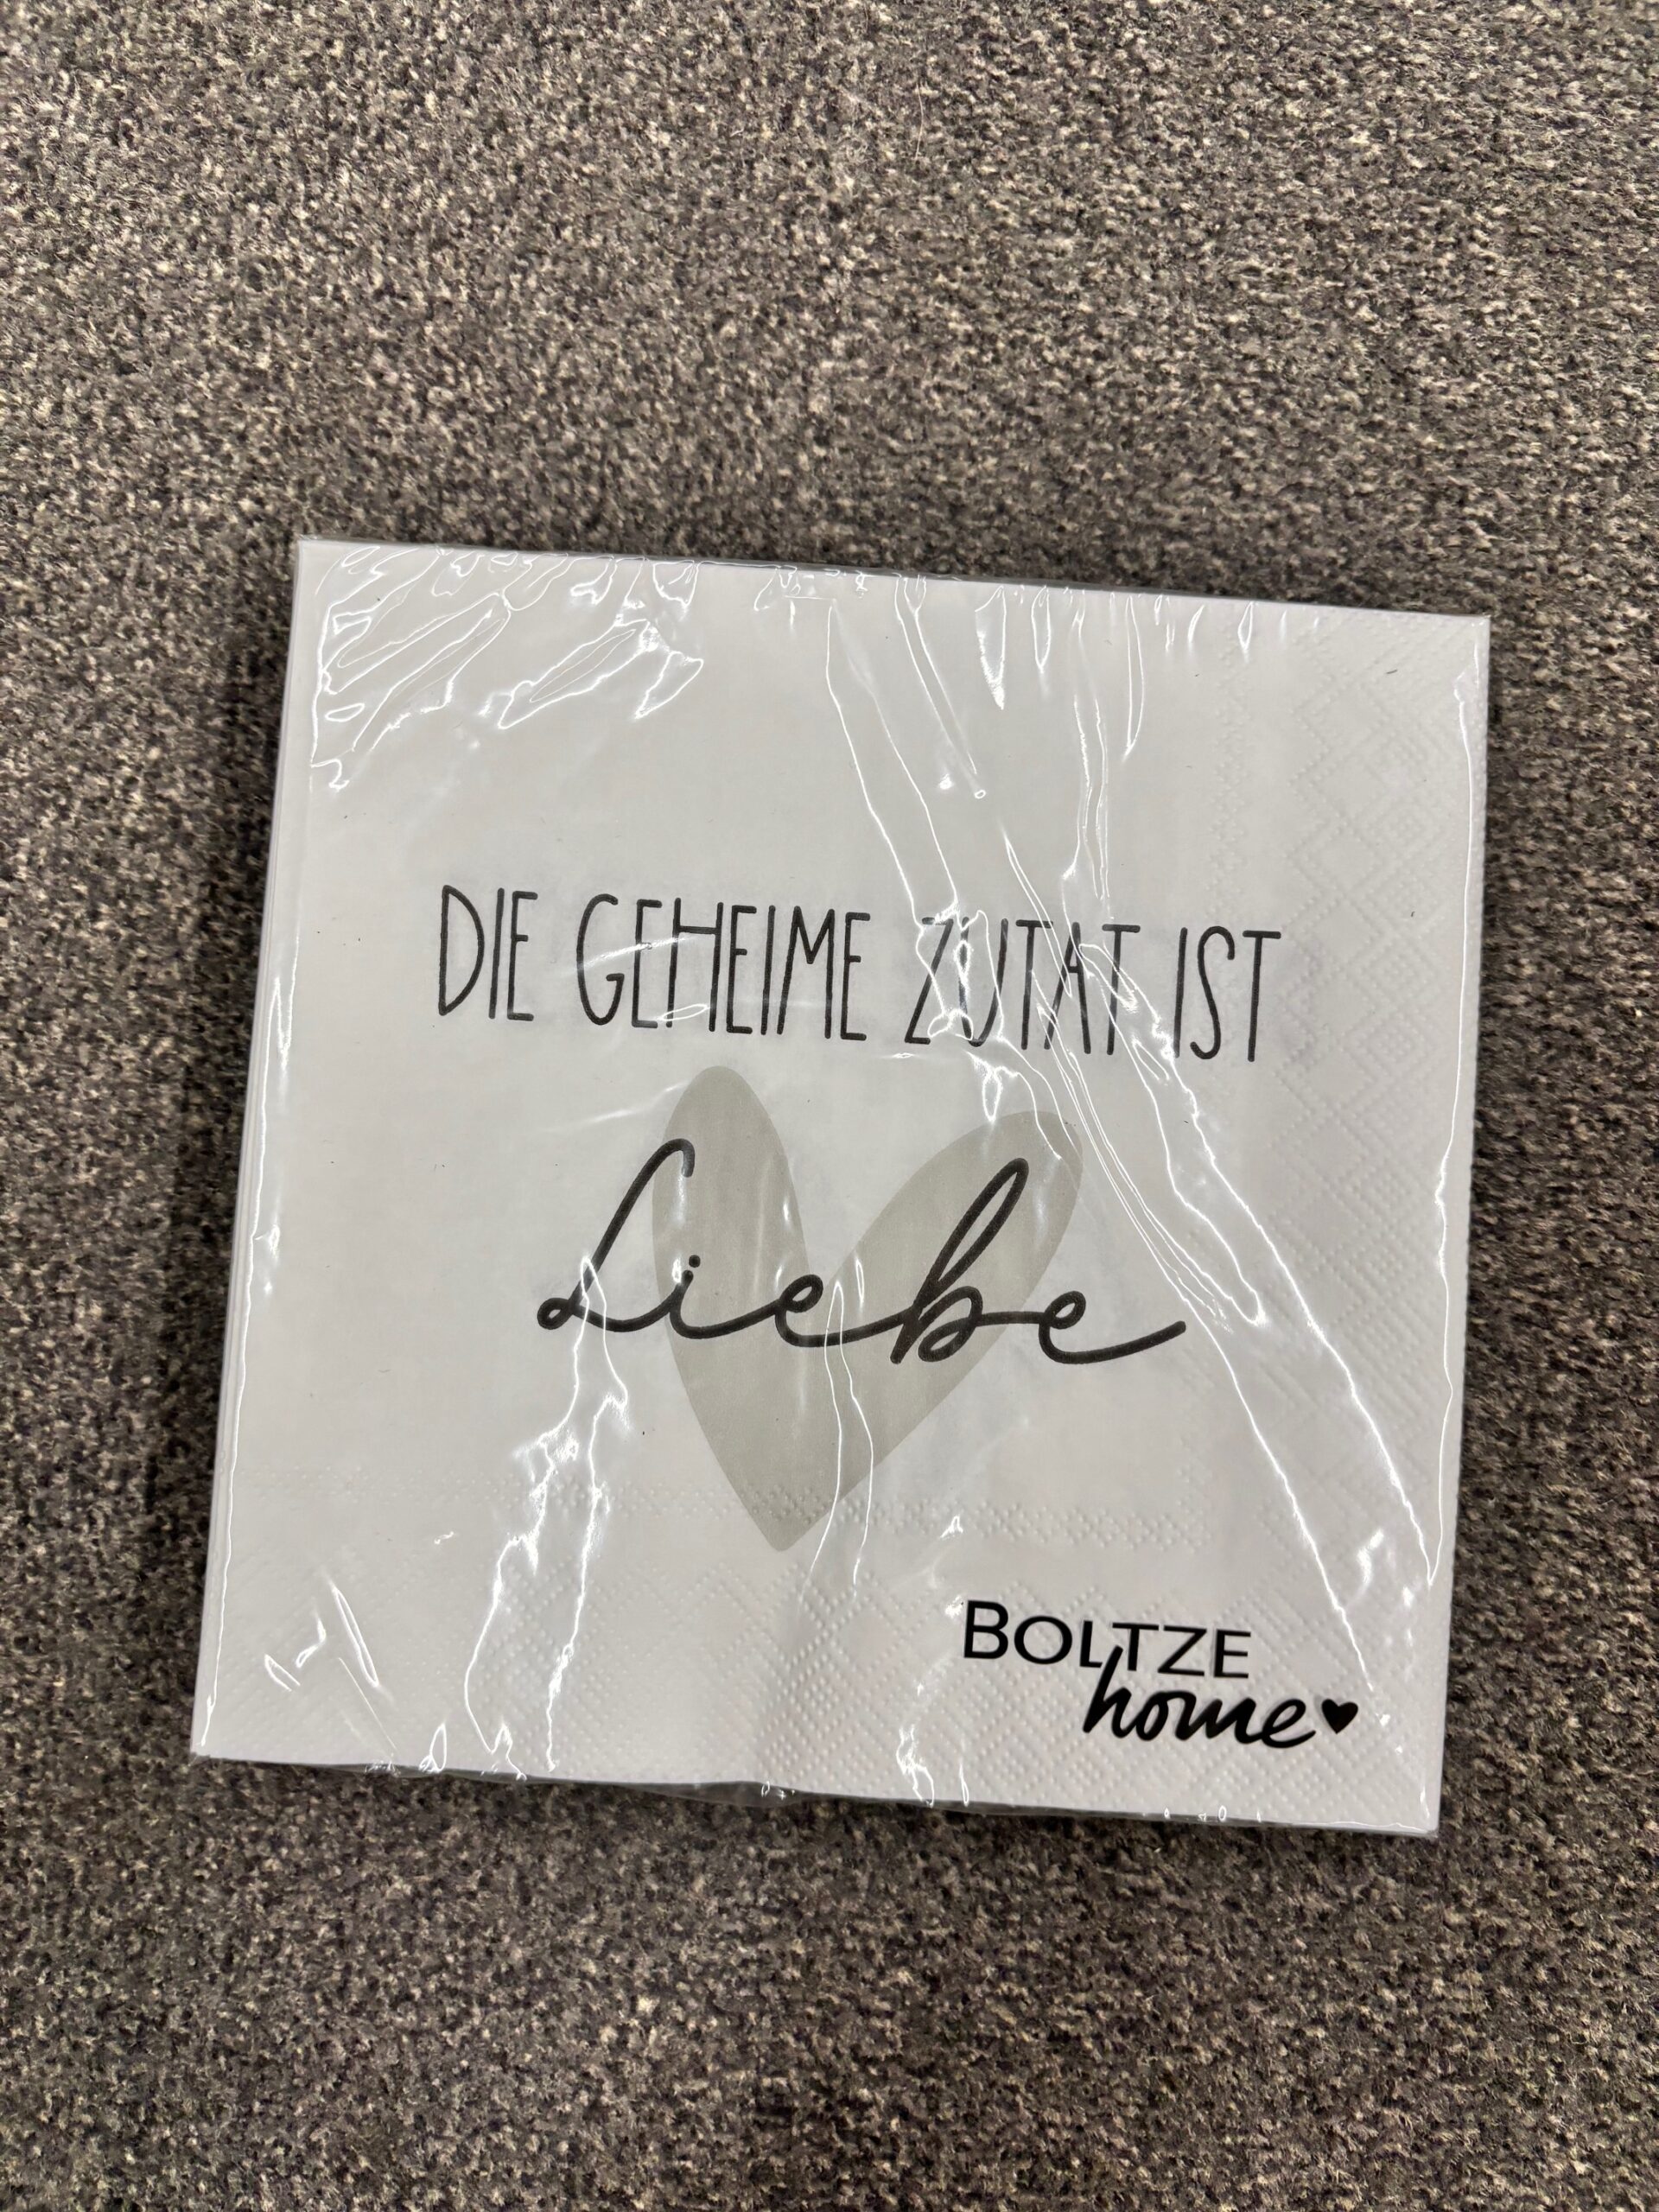 DIE GEHEIME ZUTAT IST
Liebe
BOLTZE
home